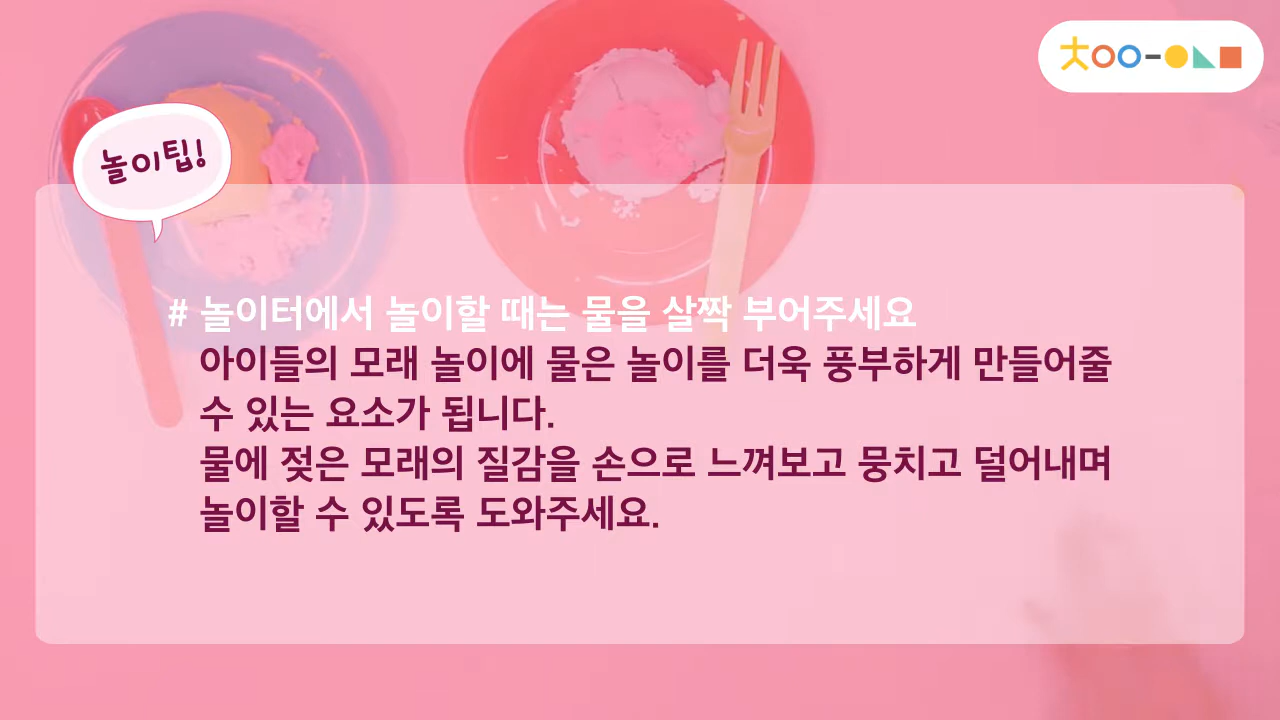 놀이팁!
# 놀이터에서 놀이할 때는 물을 살짝 부어주세요
아이들의 모래 놀이에 물은 놀이를 더욱 풍부하게 만들어줄
수 있는 요소가 됩니다.
물에 젖은 모래의 질감을 손으로 느껴보고 뭉치고 덜어내며
놀이할 수 있도록 도와주세요.